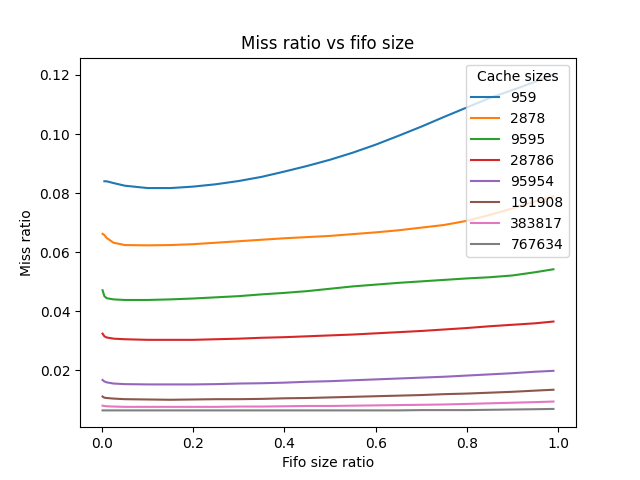 Miss ratio vs fifo size
Cache sizes
959
2878
9595
28786
95954
191908
383817
767634
0.12
0.10
0.08
0.06
0.04
0.02
Miss ratio
0.0 0.2 0.4 0.6 0.8 1.0
Fifo size ratio